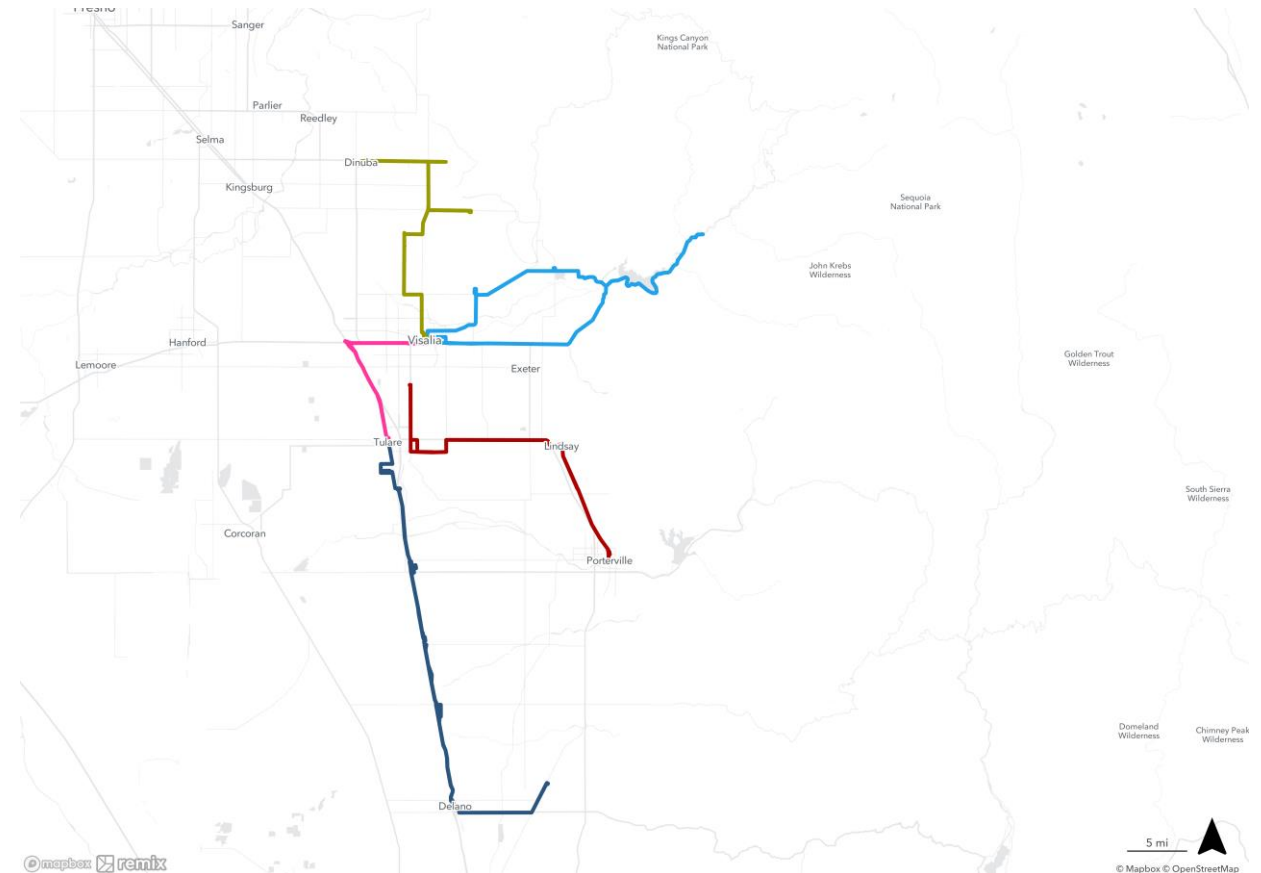 Fresno
Sanger
Kings Canyon
National Park
Parlier
Reedley
Selma
Dinuba
Kingsburg
Sequoia
National Park
John Krebs
Wilderness
Hanford
Visalia
Lemoore
Exeter
Golden Trout
Wilderness
Tulare
Lindsay
South Sierra
Wilderness
Corcoran
Porterville
Domeland
Wilderness
Chimney Peak
Wilderness
Delano
5 mi
mapbox remix
© Mapbox © OpenStreetMap